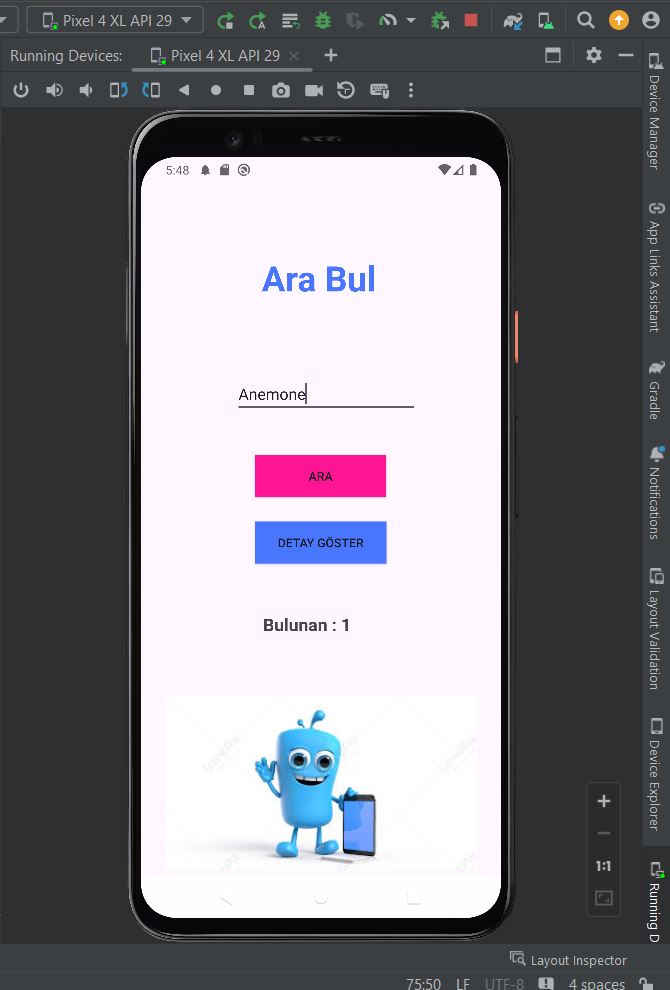 Pixel 4 XL API 29
Running Devices:
Pixel 4 XL API 29
5:48
Ara Bul
Anemone
ARA
DETAY GÖSTER
Bulunan : 1
1:1
Device Manager
App Links Assistant
Gradle
Notifications
Layout Validation
Device Explorer
Running D
Layout Inspector
75:50 LF UTF-8 4 spaces